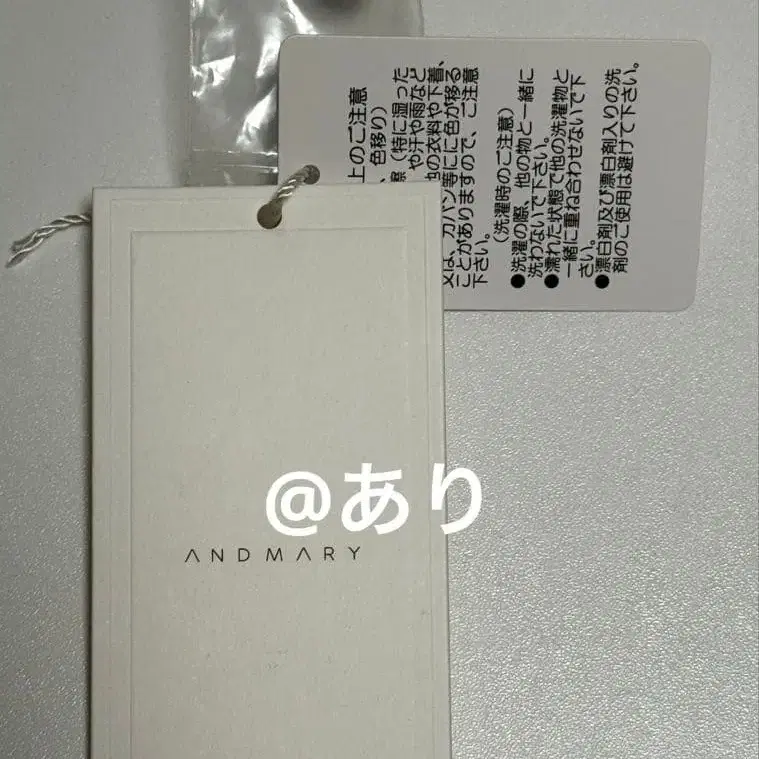 上のご注意
、色移り）
際（特に湿った
や汗や雨など
他の衣料や下着、
又は、カバン等にに色が移る
ことがありますので、ご注意
下さい。
（洗濯時のご注意）
●洗濯の際、他の物と一緒に
洗わないで下さい。
●濡れた状態で他の洗濯物と
一緒に重ね合わせないで下
さい。
●漂白剤及び漂白剤入りの洗
剤のご使用は避けて下さい。
@あり
ANDMARY